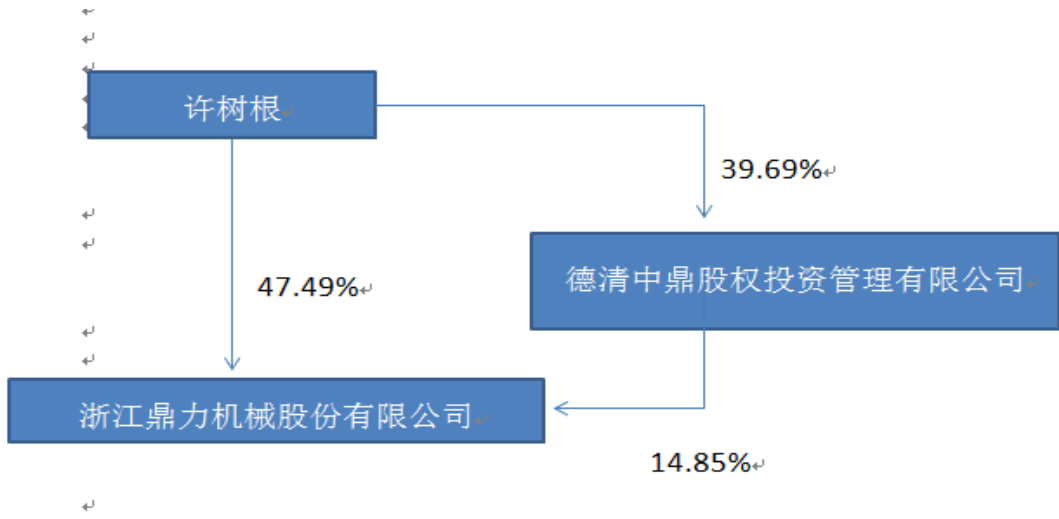 许树根
39.69%
德清中鼎股权投资管理有限公司
47.49%
浙江鼎力机械股份有限公司
14.85%